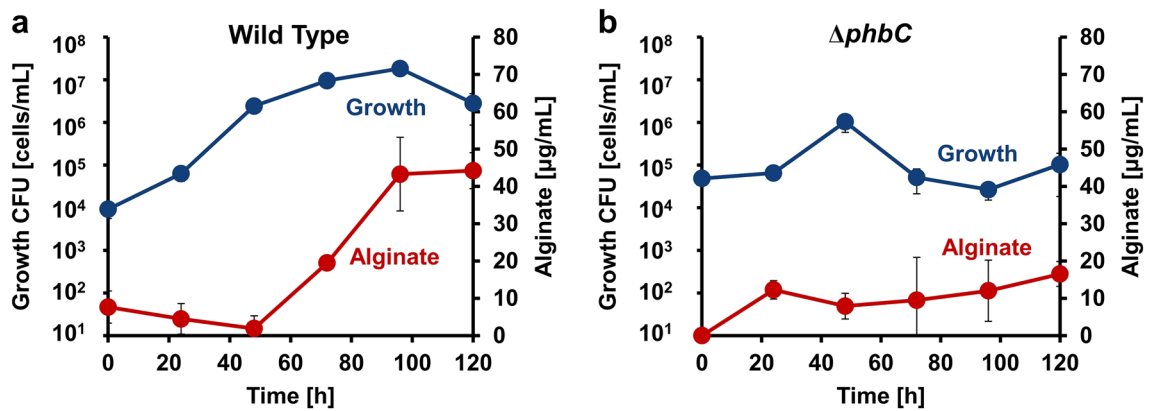 a
Wild Type
Growth CFU [cells/mL]
10⁸
10⁷
10⁶
10⁵
10⁴
10³
10²
10¹
Growth
Alginate
80
70
60
50
40
30
20
10
0
Alginate [µg/mL]
0 20 40 60 80 100 120
Time [h]
b
ΔphbC
Growth CFU [cells/mL]
10⁸
10⁷
10⁶
10⁵
10⁴
10³
10²
10¹
Growth
Alginate
80
70
60
50
40
30
20
10
0
Alginate [µg/mL]
0 20 40 60 80 100 120
Time [h]